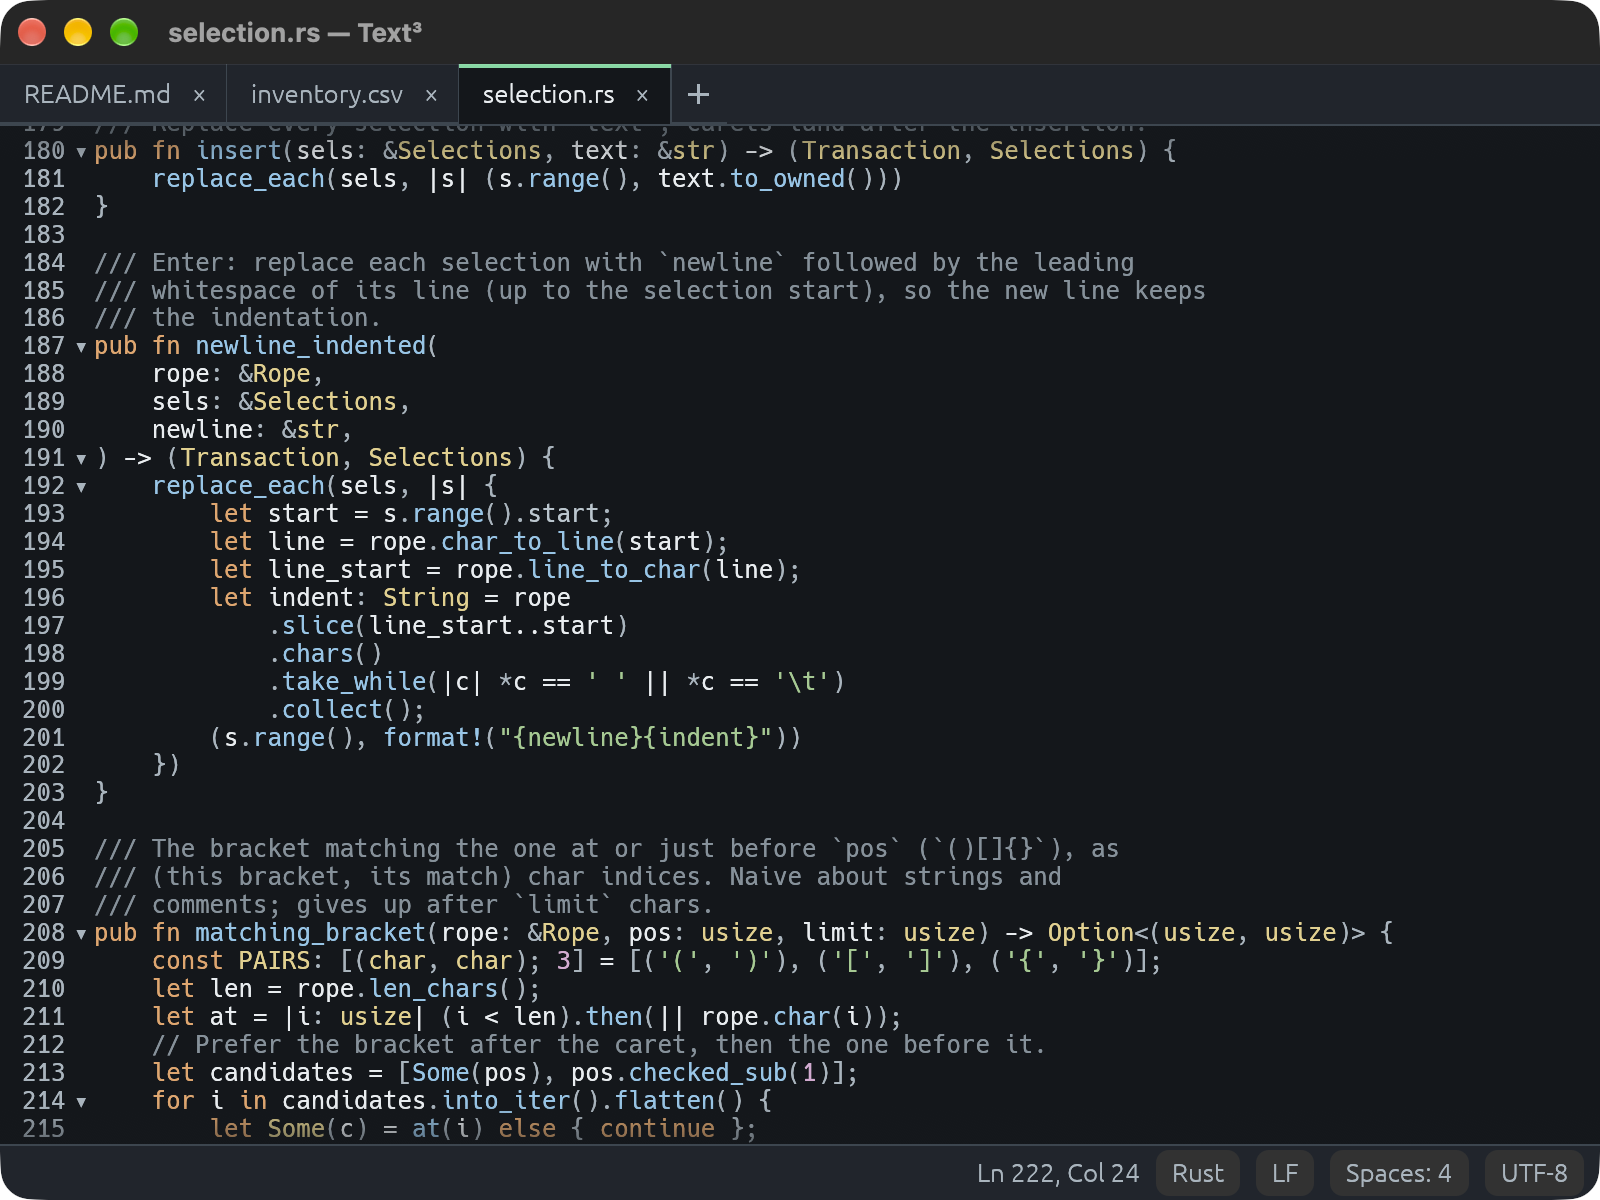 selection.rs — Text³
README.md × inventory.csv × selection.rs × +
179 /// Replace every selection with `text`; carets land after the insertion.
180 ▾ pub fn insert(sels: &Selections, text: &str) -> (Transaction, Selections) {
181     replace_each(sels, |s| (s.range(), text.to_owned()))
182 }
183
184 /// Enter: replace each selection with `newline` followed by the leading
185 /// whitespace of its line (up to the selection start), so the new line keeps
186 /// the indentation.
187 ▾ pub fn newline_indented(
188     rope: &Rope,
189     sels: &Selections,
190     newline: &str,
191 ▾ ) -> (Transaction, Selections) {
192 ▾     replace_each(sels, |s| {
193         let start = s.range().start;
194         let line = rope.char_to_line(start);
195         let line_start = rope.line_to_char(line);
196         let indent: String = rope
197             .slice(line_start..start)
198             .chars()
199             .take_while(|c| *c == ' ' || *c == '\t')
200             .collect();
201         (s.range(), format!("{newline}{indent}"))
202     })
203 }
204
205 /// The bracket matching the one at or just before `pos` (`()[]{}`), as
206 /// (this bracket, its match) char indices. Naive about strings and
207 /// comments; gives up after `limit` chars.
208 ▾ pub fn matching_bracket(rope: &Rope, pos: usize, limit: usize) -> Option<(usize, usize)> {
209     const PAIRS: [(char, char); 3] = [('(', ')'), ('[', ']'), ('{', '}')];
210     let len = rope.len_chars();
211     let at = |i: usize| (i < len).then(|| rope.char(i));
212     // Prefer the bracket after the caret, then the one before it.
213     let candidates = [Some(pos), pos.checked_sub(1)];
214 ▾     for i in candidates.into_iter().flatten() {
215         let Some(c) = at(i) else { continue };
Ln 222, Col 24 Rust LF Spaces: 4 UTF-8